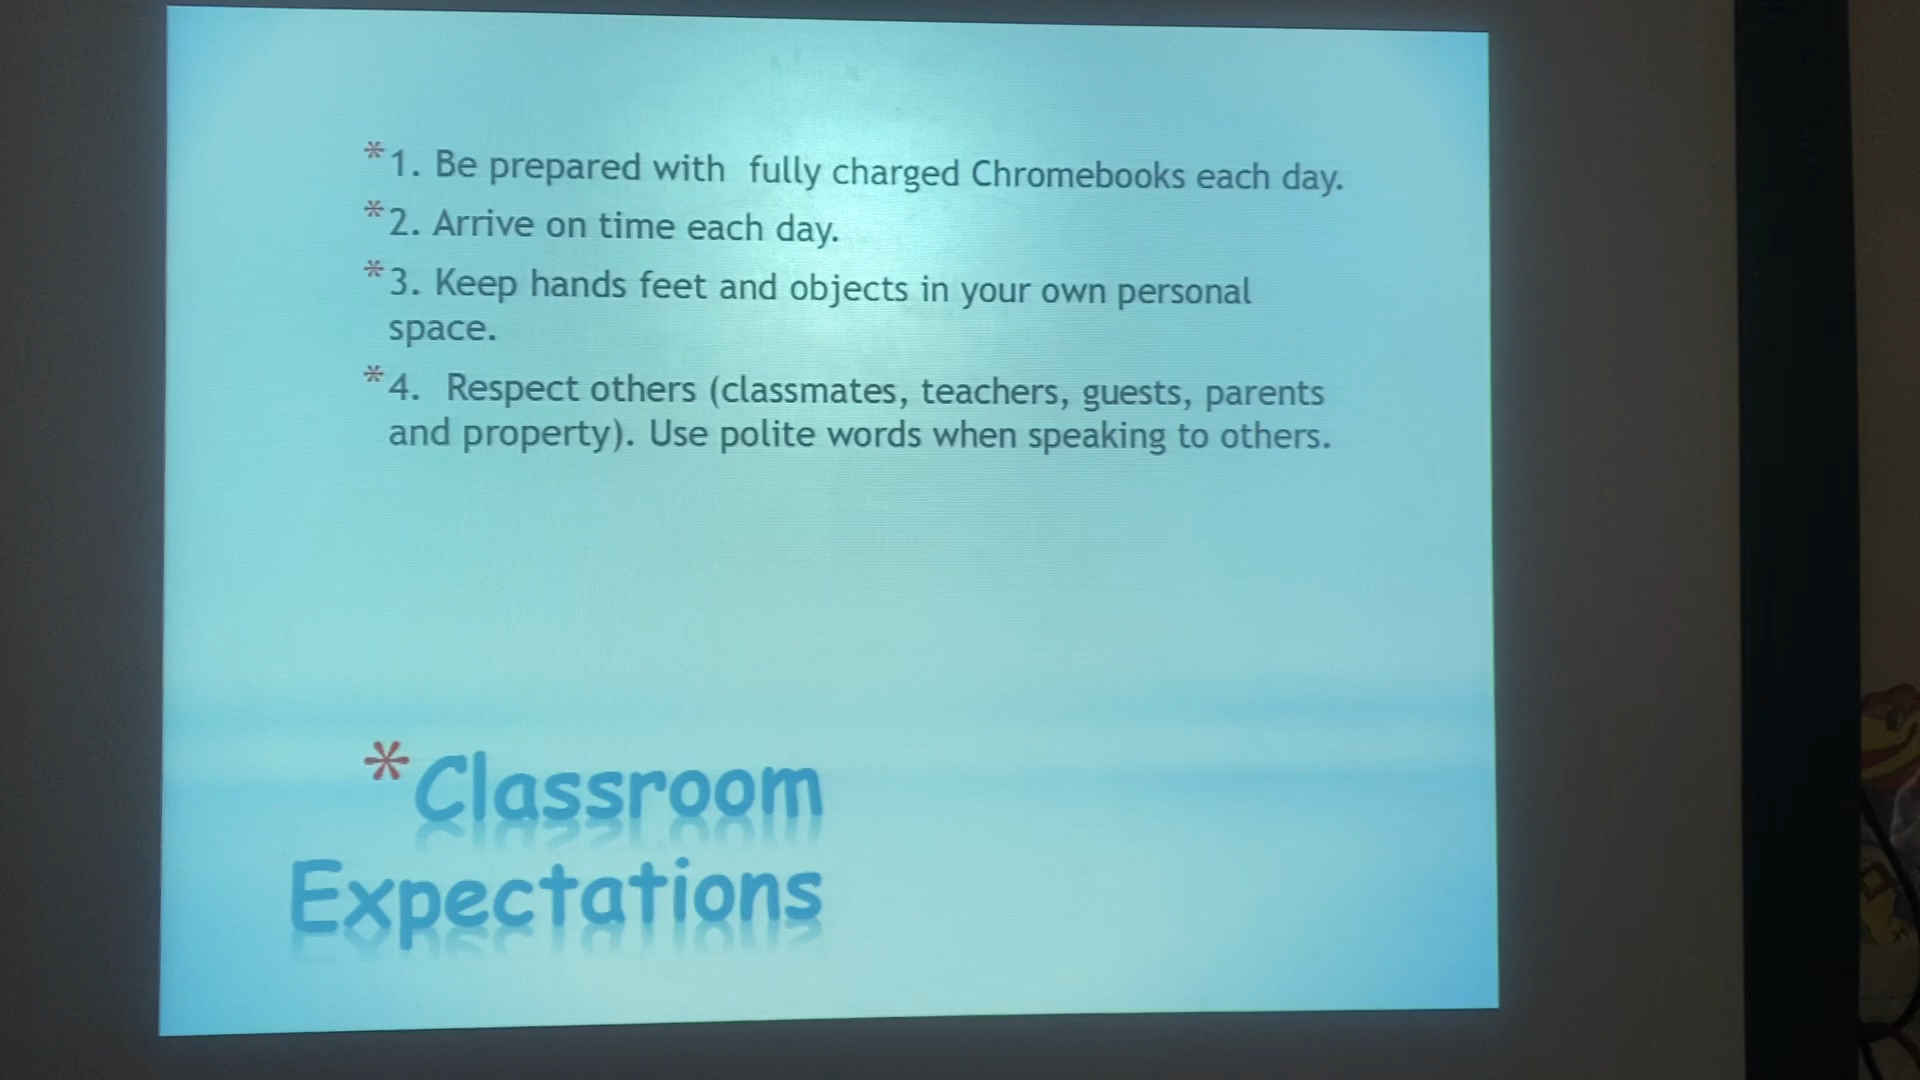 *1. Be prepared with  fully charged Chromebooks each day.
*2. Arrive on time each day.
*3. Keep hands feet and objects in your own personal
space.
*4.  Respect others (classmates, teachers, guests, parents
and property). Use polite words when speaking to others.
*Classroom
Expectations